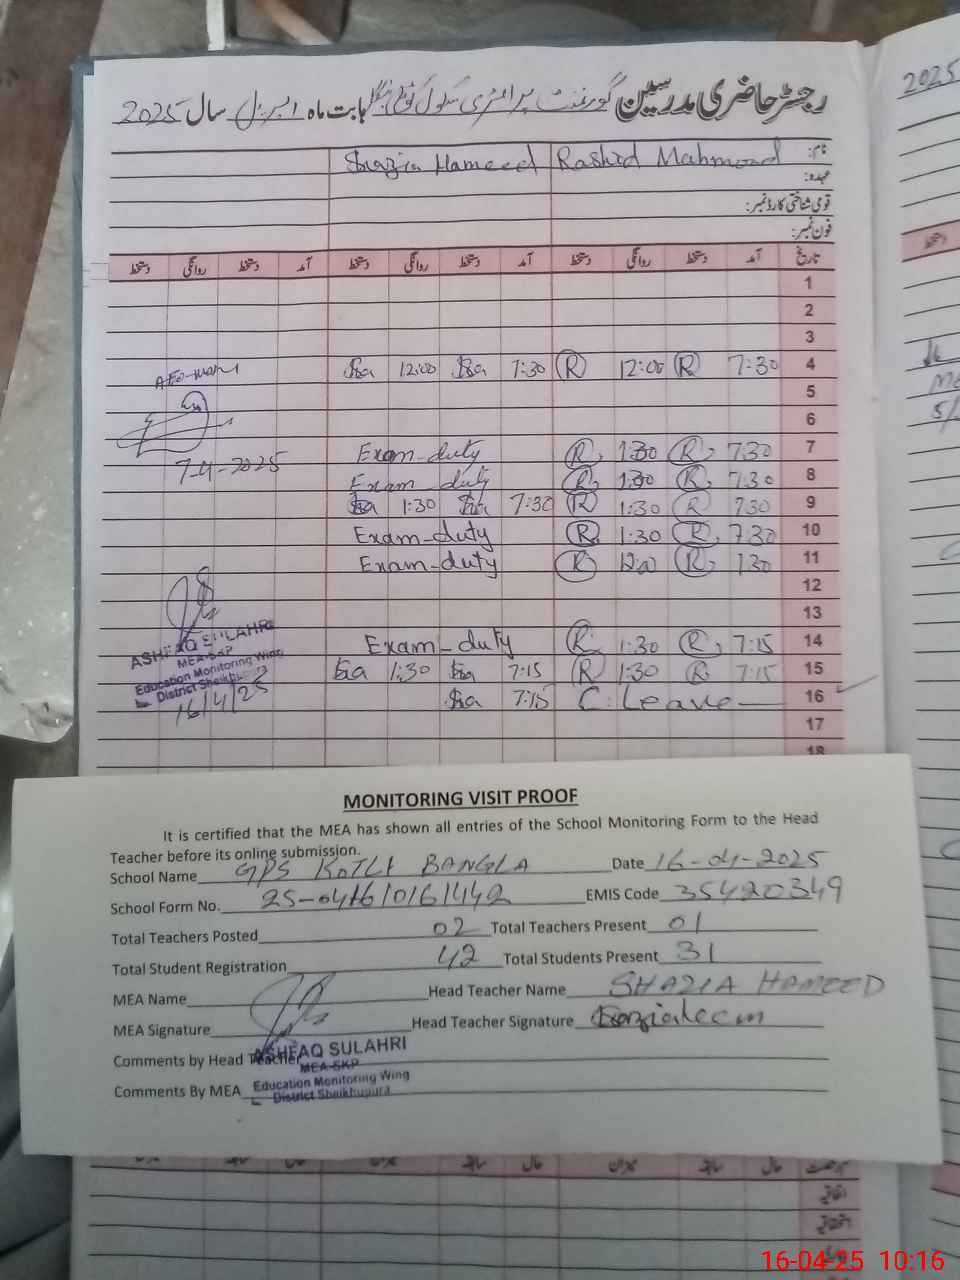 رجسٹر حاضری مدرسین گورنمنٹ پرائمری سکول کوٹلی بنگلہ بابت ماہ اپریل سال 2025
2025
نام: Rashid Mahmood Shazia Hameed
عہدہ:
قومی شناختی کارڈ نمبر:
فون نمبر:
تاریخ آمد دستخط روانگی دستخط آمد دستخط روانگی دستخط آمد دستخط روانگی دستخط
1
2
3
4 7:30 R 12:00 R 7:30 12:00
5
6
7 7:30 R 1:30 R Exam-duty
7-4-2025
8 7:30 R 1:30 R Exam-duty
9 7:30 R 1:30 R 7:30 1:30
10 7:30 R 1:30 R Exam-duty
11 7:30 R 12:00 R Exam-duty
12
13
14 7:15 R 1:30 R Exam-duty
15 7:15 R 1:30 R 7:15 1:30
16 C. Leave 7:15
17
18
ASHFAQ SULAHRI
MEA-SKP
Education Monitoring Wing
District Sheikhupura
16/4/25
MONITORING VISIT PROOF
It is certified that the MEA has shown all entries of the School Monitoring Form to the Head
Teacher before its online submission.
School Name GPS KOTLI BANGLA Date 16-04-2025
School Form No. 25-0416/016/442 EMIS Code 35420349
Total Teachers Posted 02 Total Teachers Present 01
Total Student Registration 42 Total Students Present 31
MEA Name Head Teacher Name SHAZIA HAMEED
MEA Signature Head Teacher Signature
Comments by Head Teacher
Comments By MEA
ASHFAQ SULAHRI
MEA-SKP
Education Monitoring Wing
District Sheikhupura
16-04-25 10:16